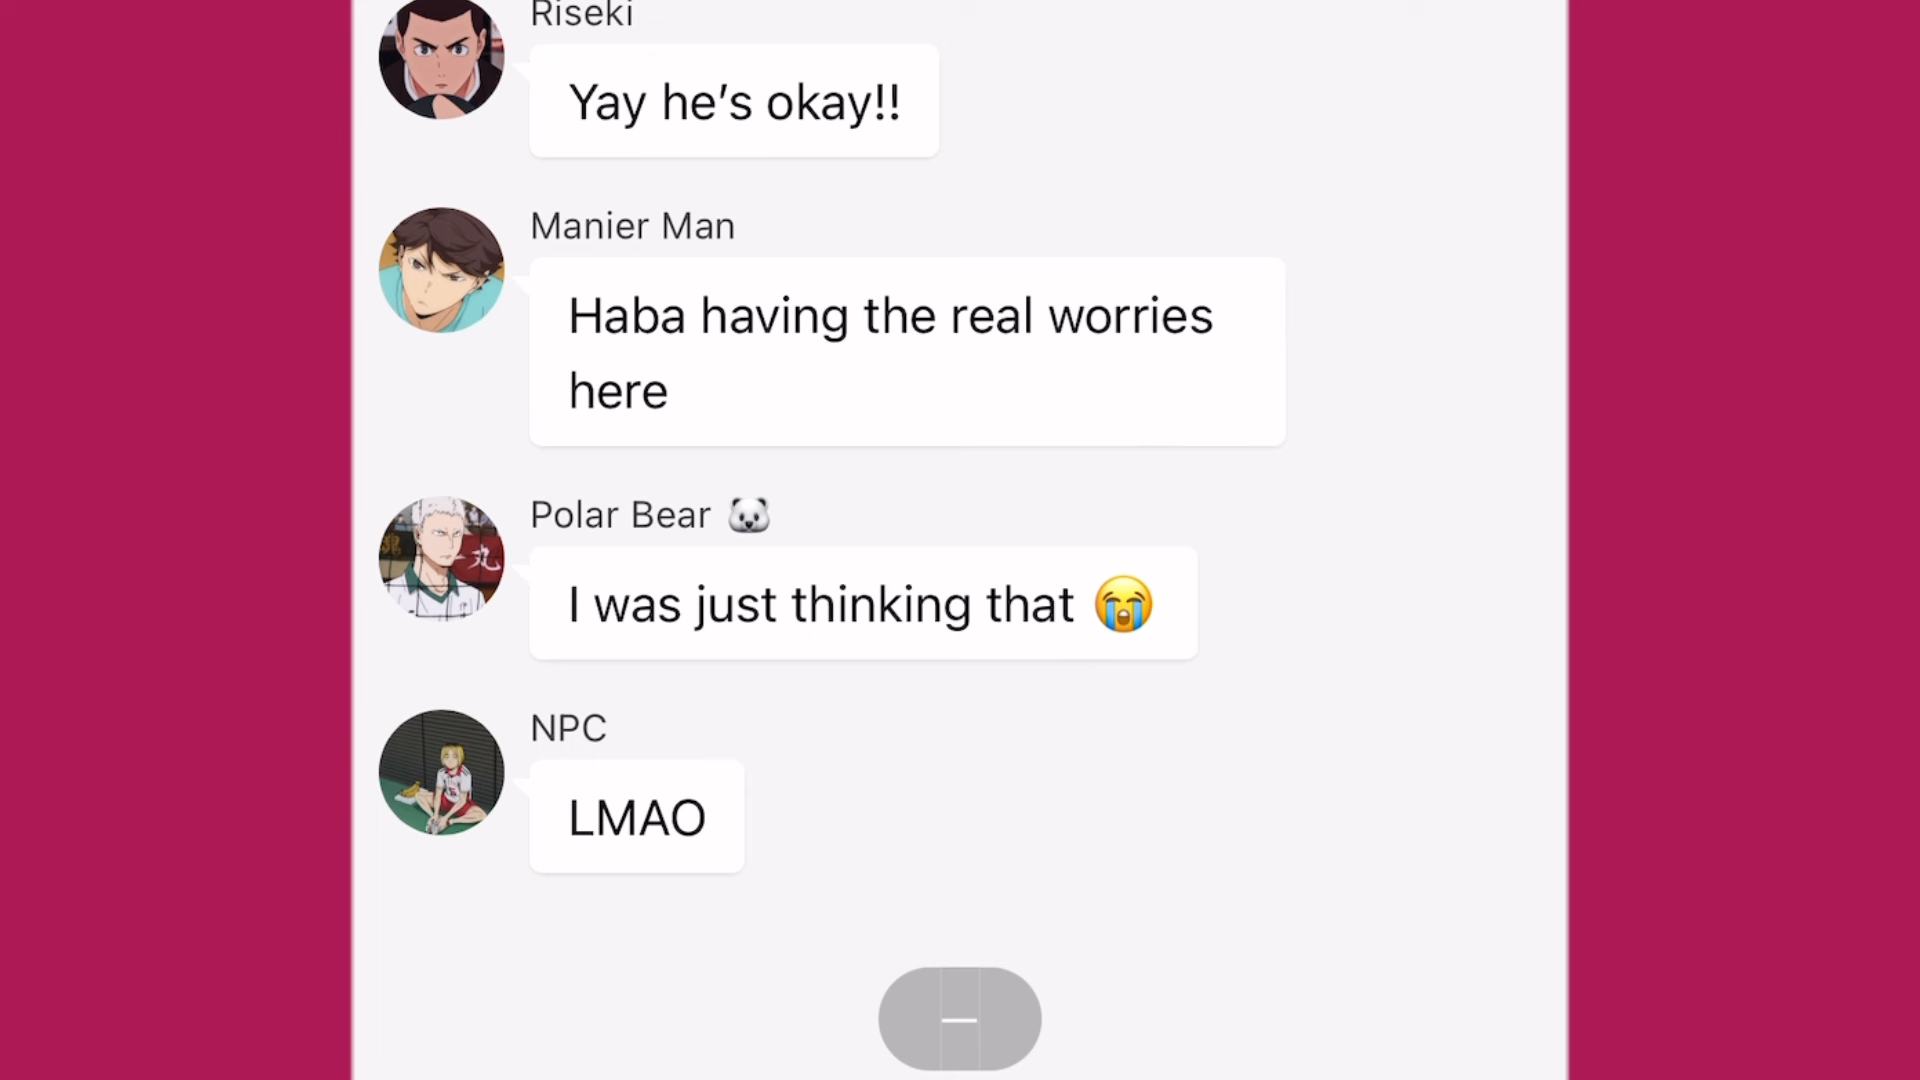 Riseki
Yay he’s okay!!
Manier Man
Haba having the real worries
here
Polar Bear 🐻‍❄️
I was just thinking that 😭
NPC
LMAO